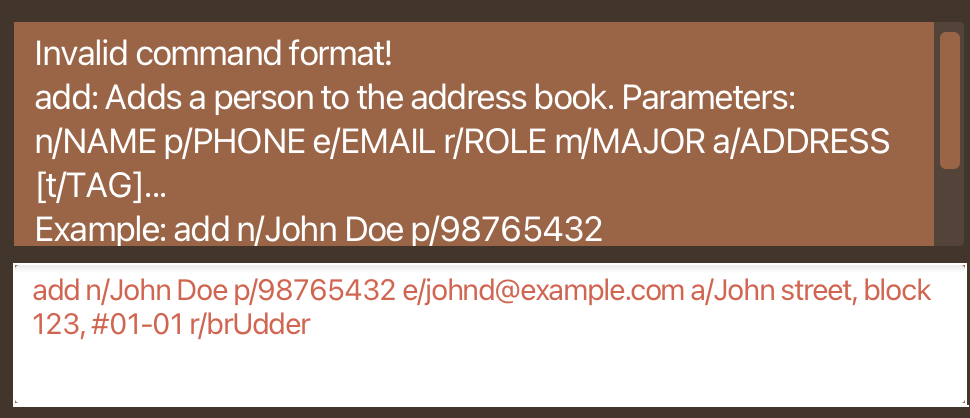 Invalid command format!
add: Adds a person to the address book. Parameters:
n/NAME p/PHONE e/EMAIL r/ROLE m/MAJOR a/ADDRESS
[t/TAG]...
Example: add n/John Doe p/98765432
add n/John Doe p/98765432 e/johnd@example.com a/John street, block
123, #01-01 r/brUdder